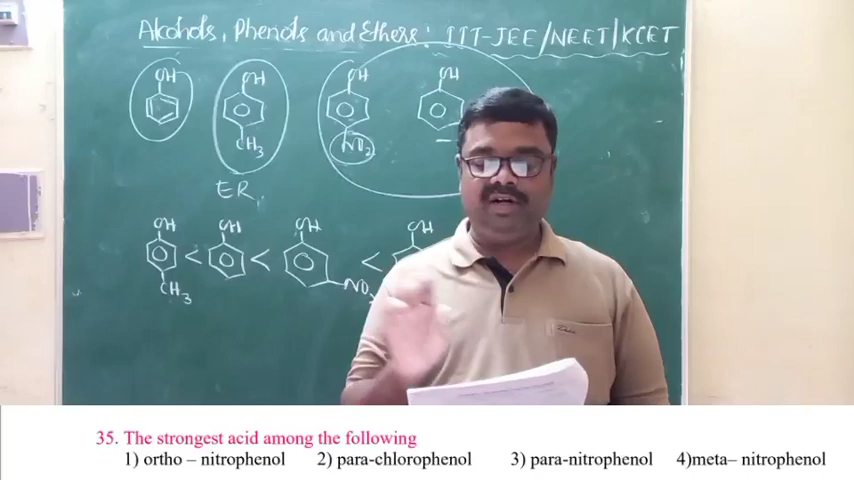 Alcohols, Phenols and Ethers: IIT-JEE/NEET/KCET
OH OH OH OH
CH3 NO2
ER
OH OH OH OH
< < <
CH3 NO2
35. The strongest acid among the following
1) ortho – nitrophenol 2) para-chlorophenol 3) para-nitrophenol 4)meta– nitrophenol